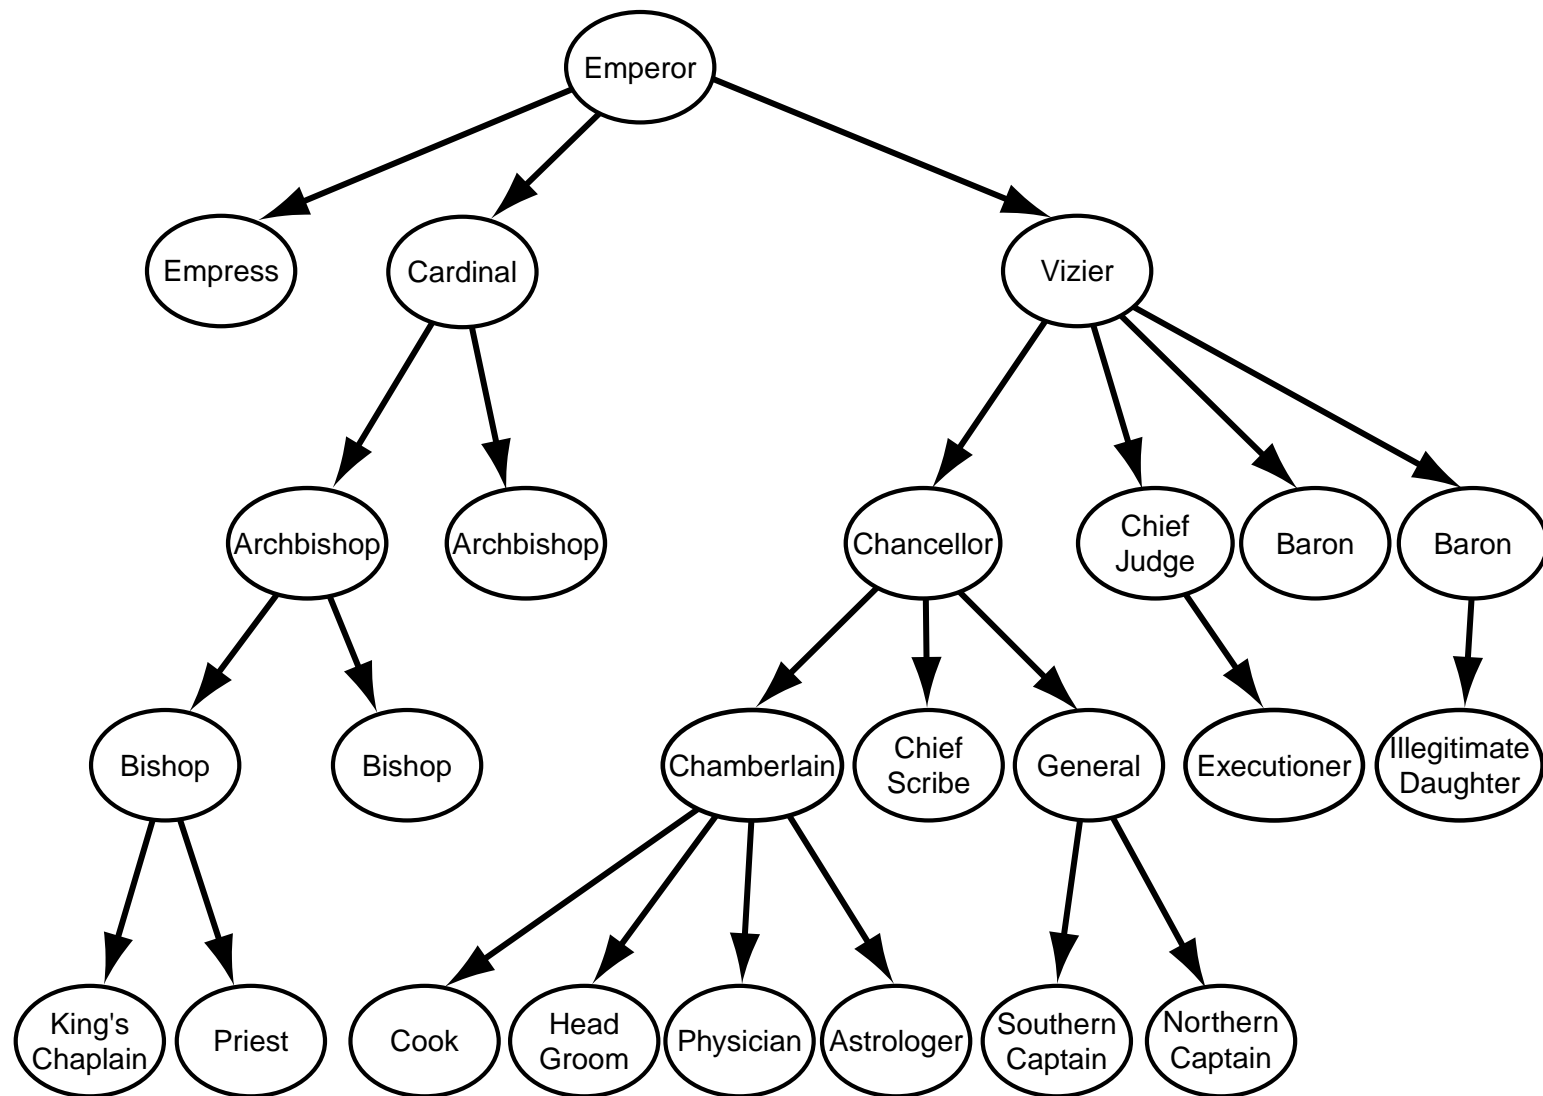 Emperor
Empress
Cardinal
Vizier
Archbishop
Archbishop
Chancellor
Chief
Judge
Baron
Baron
Bishop
Bishop
Chamberlain
Chief
Scribe
General
Executioner
Illegitimate
Daughter
King's
Chaplain
Priest
Cook
Head
Groom
Physician
Astrologer
Southern
Captain
Northern
Captain